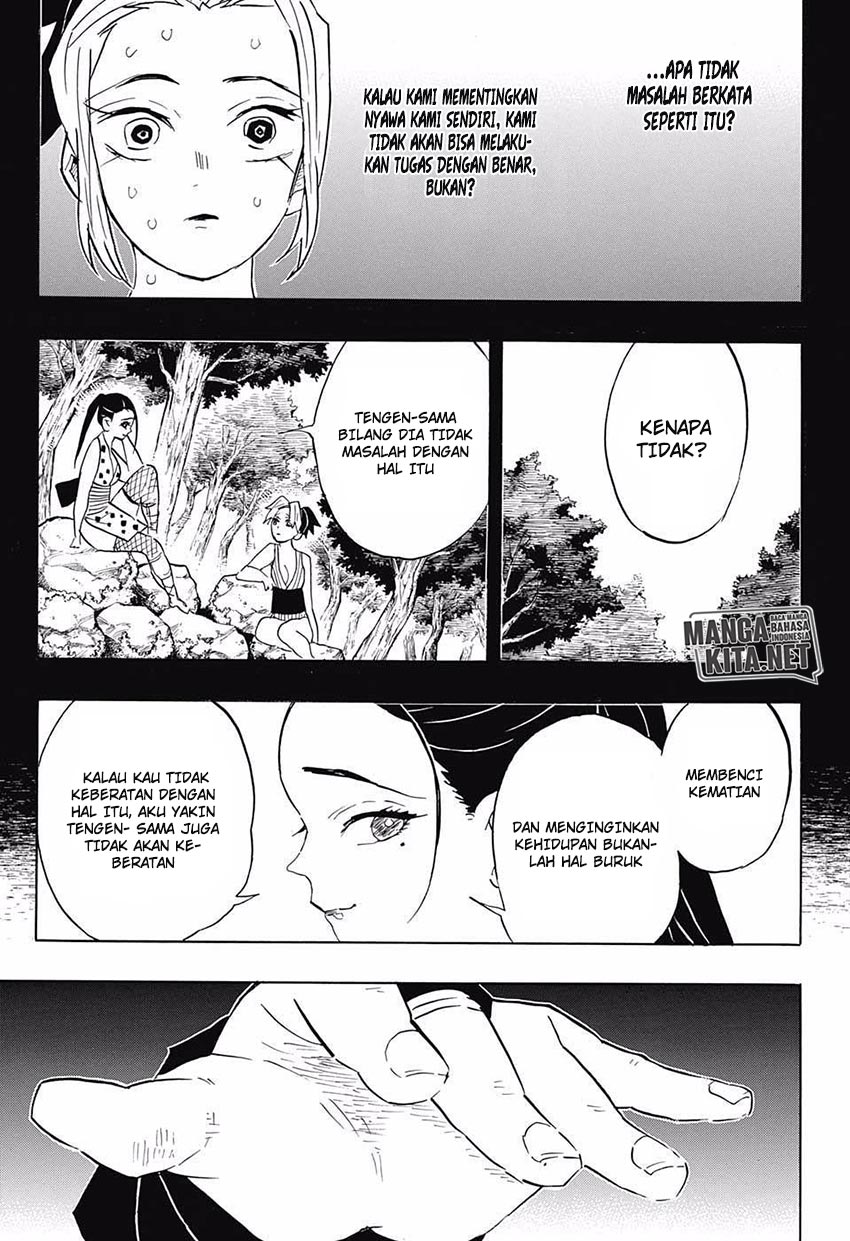 ...APA TIDAK
MASALAH BERKATA
SEPERTI ITU?
KALAU KAMI MEMENTINGKAN
NYAWA KAMI SENDIRI, KAMI
TIDAK AKAN BISA MELAKU-
KAN TUGAS DENGAN BENAR,
BUKAN?
KENAPA
TIDAK?
TENGEN-SAMA
BILANG DIA TIDAK
MASALAH DENGAN
HAL ITU
MANGA
KITA.NET
BACA MANGA
BAHASA
INDONESIA
MEMBENCI
KEMATIAN
DAN MENGINGINKAN
KEHIDUPAN BUKAN-
LAH HAL BURUK
KALAU KAU TIDAK
KEBERATAN DENGAN
HAL ITU, AKU YAKIN
TENGEN- SAMA JUGA
TIDAK AKAN KE-
BERATAN